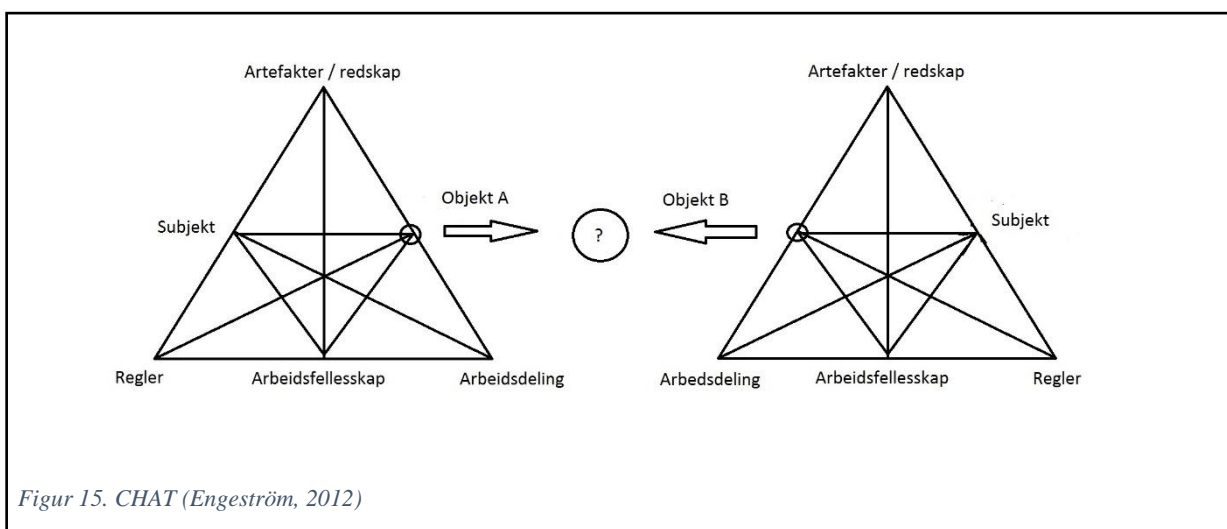 Artefakter / redskap
Artefakter / redskap
Objekt A
Objekt B
Subjekt
Subjekt
?
Regler
Arbeidsfellesskap
Arbeidsdeling
Arbedsdeling
Arbeidsfellesskap
Regler
Figur 15. CHAT (Engeström, 2012)